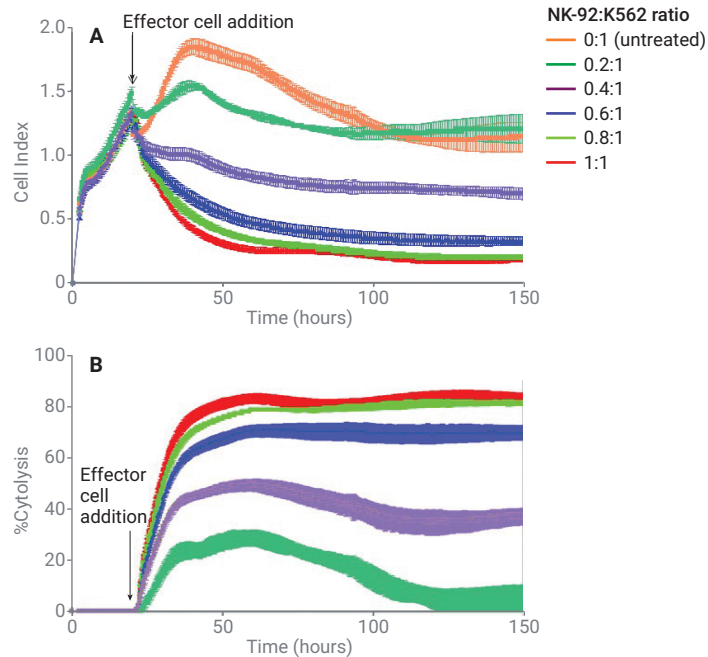 Effector cell addition
NK-92:K562 ratio
0:1 (untreated)
0.2:1
0.4:1
0.6:1
0.8:1
1:1
A
2.0
1.5
1.0
0.5
0
Cell Index
0
50
100
150
Time (hours)
B
100
80
60
40
20
0
%Cytolysis
Effector
cell
addition
0
50
100
150
Time (hours)